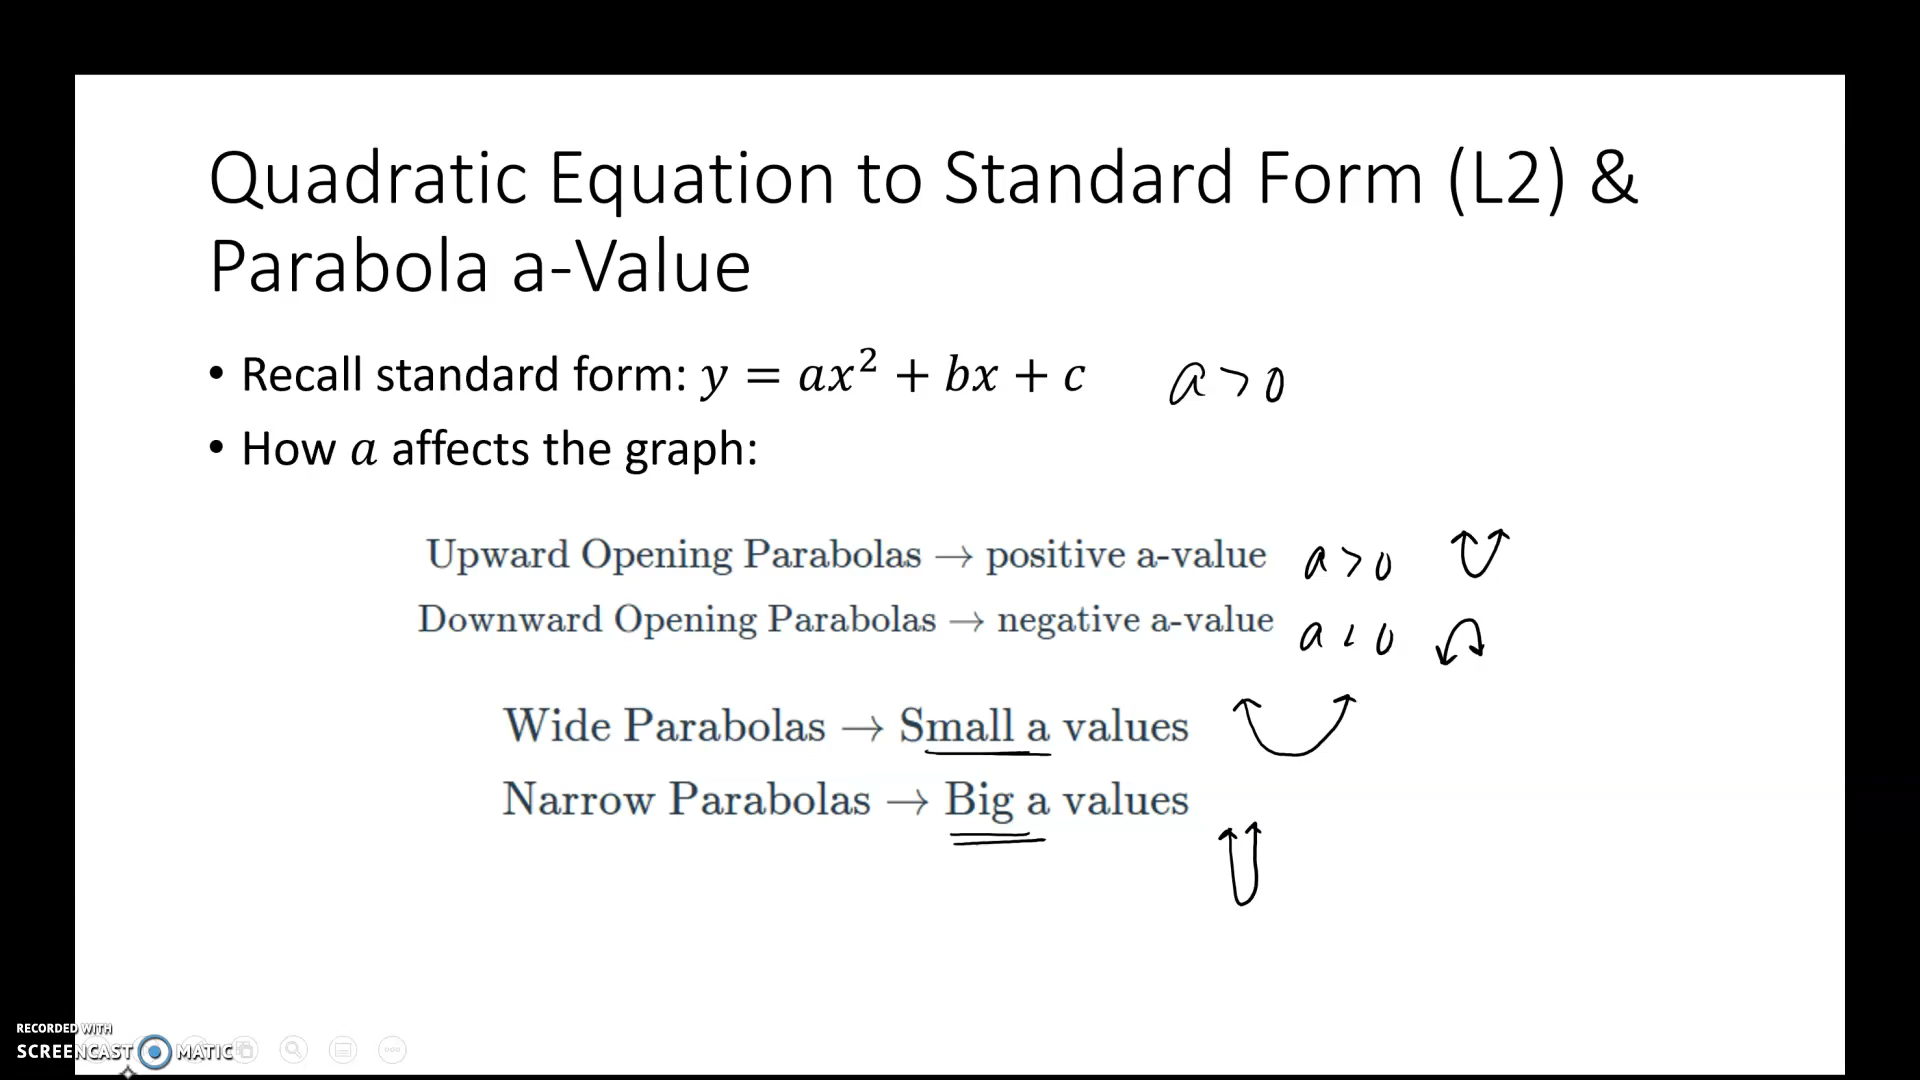 Quadratic Equation to Standard Form (L2) &
Parabola a-Value
• Recall standard form: y = ax² + bx + c a > 0
• How a affects the graph:
Upward Opening Parabolas → positive a-value a > 0
Downward Opening Parabolas → negative a-value a < 0
Wide Parabolas → Small a values
Narrow Parabolas → Big a values
RECORDED WITH
SCREENCAST MATIC